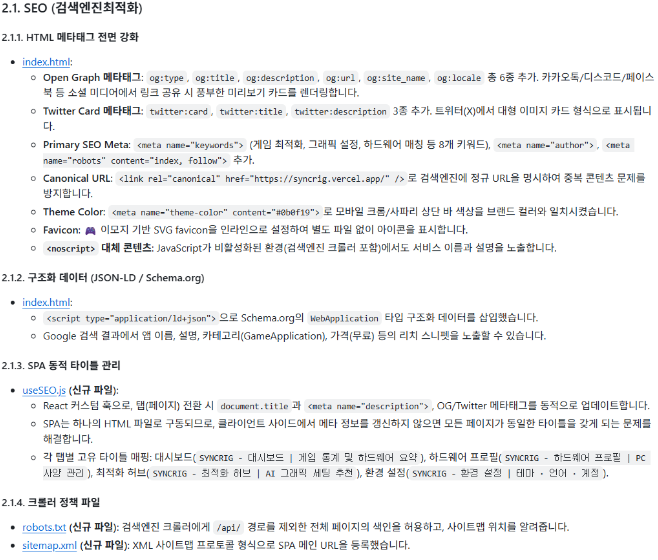 2.1. SEO (검색엔진최적화)
2.1.1. HTML 메타태그 전면 강화
• index.html:
○ Open Graph 메타태그: og:type, og:title, og:description, og:url, og:site_name, og:locale 총 6종 추가. 카카오톡/디스코드/페이스
북 등 소셜 미디어에서 링크 공유 시 풍부한 미리보기 카드를 렌더링합니다.
○ Twitter Card 메타태그: twitter:card, twitter:title, twitter:description 3종 추가. 트위터(X)에서 대형 이미지 카드 형식으로 표시됩니
다.
○ Primary SEO Meta: <meta name="keywords"> (게임 최적화, 그래픽 설정, 하드웨어 매칭 등 8개 키워드), <meta name="author">, <meta
name="robots" content="index, follow"> 추가.
○ Canonical URL: <link rel="canonical" href="https://syncrig.vercel.app/" /> 로 검색엔진에 정규 URL을 명시하여 중복 콘텐츠 문제를
방지합니다.
○ Theme Color: <meta name="theme-color" content="#0b0f19"> 로 모바일 크롬/사파리 상단 바 색상을 브랜드 컬러와 일치시켰습니다.
○ Favicon: 🎮 이모지 기반 SVG favicon을 인라인으로 설정하여 별도 파일 없이 아이콘을 표시합니다.
○ <noscript> 대체 콘텐츠: JavaScript가 비활성화된 환경(검색엔진 크롤러 포함)에서도 서비스 이름과 설명을 노출합니다.
2.1.2. 구조화 데이터 (JSON-LD / Schema.org)
• index.html:
○ <script type="application/ld+json"> 으로 Schema.org의 WebApplication 타입 구조화 데이터를 삽입했습니다.
○ Google 검색 결과에서 앱 이름, 설명, 카테고리(GameApplication), 가격(무료) 등의 리치 스니펫을 노출할 수 있습니다.
2.1.3. SPA 동적 타이틀 관리
• useSEO.js (신규 파일):
○ React 커스텀 훅으로, 탭(페이지) 전환 시 document.title 과 <meta name="description">, OG/Twitter 메타태그를 동적으로 업데이트합니다.
○ SPA는 하나의 HTML 파일로 구동되므로, 클라이언트 사이드에서 메타 정보를 갱신하지 않으면 모든 페이지가 동일한 타이틀을 갖게 되는 문제를
해결합니다.
○ 각 탭별 고유 타이틀 매핑: 대시보드( SYNCRIG - 대시보드 | 게임 통계 및 하드웨어 요약 ), 하드웨어 프로필( SYNCRIG - 하드웨어 프로필 | PC
사양 관리 ), 최적화 허브( SYNCRIG - 최적화 허브 | AI 그래픽 세팅 추천 ), 환경 설정( SYNCRIG - 환경 설정 | 테마 · 언어 · 계정 ).
2.1.4. 크롤러 정책 파일
• robots.txt (신규 파일): 검색엔진 크롤러에게 /api/ 경로를 제외한 전체 페이지의 색인을 허용하고, 사이트맵 위치를 알려줍니다.
• sitemap.xml (신규 파일): XML 사이트맵 프로토콜 형식으로 SPA 메인 URL을 등록했습니다.